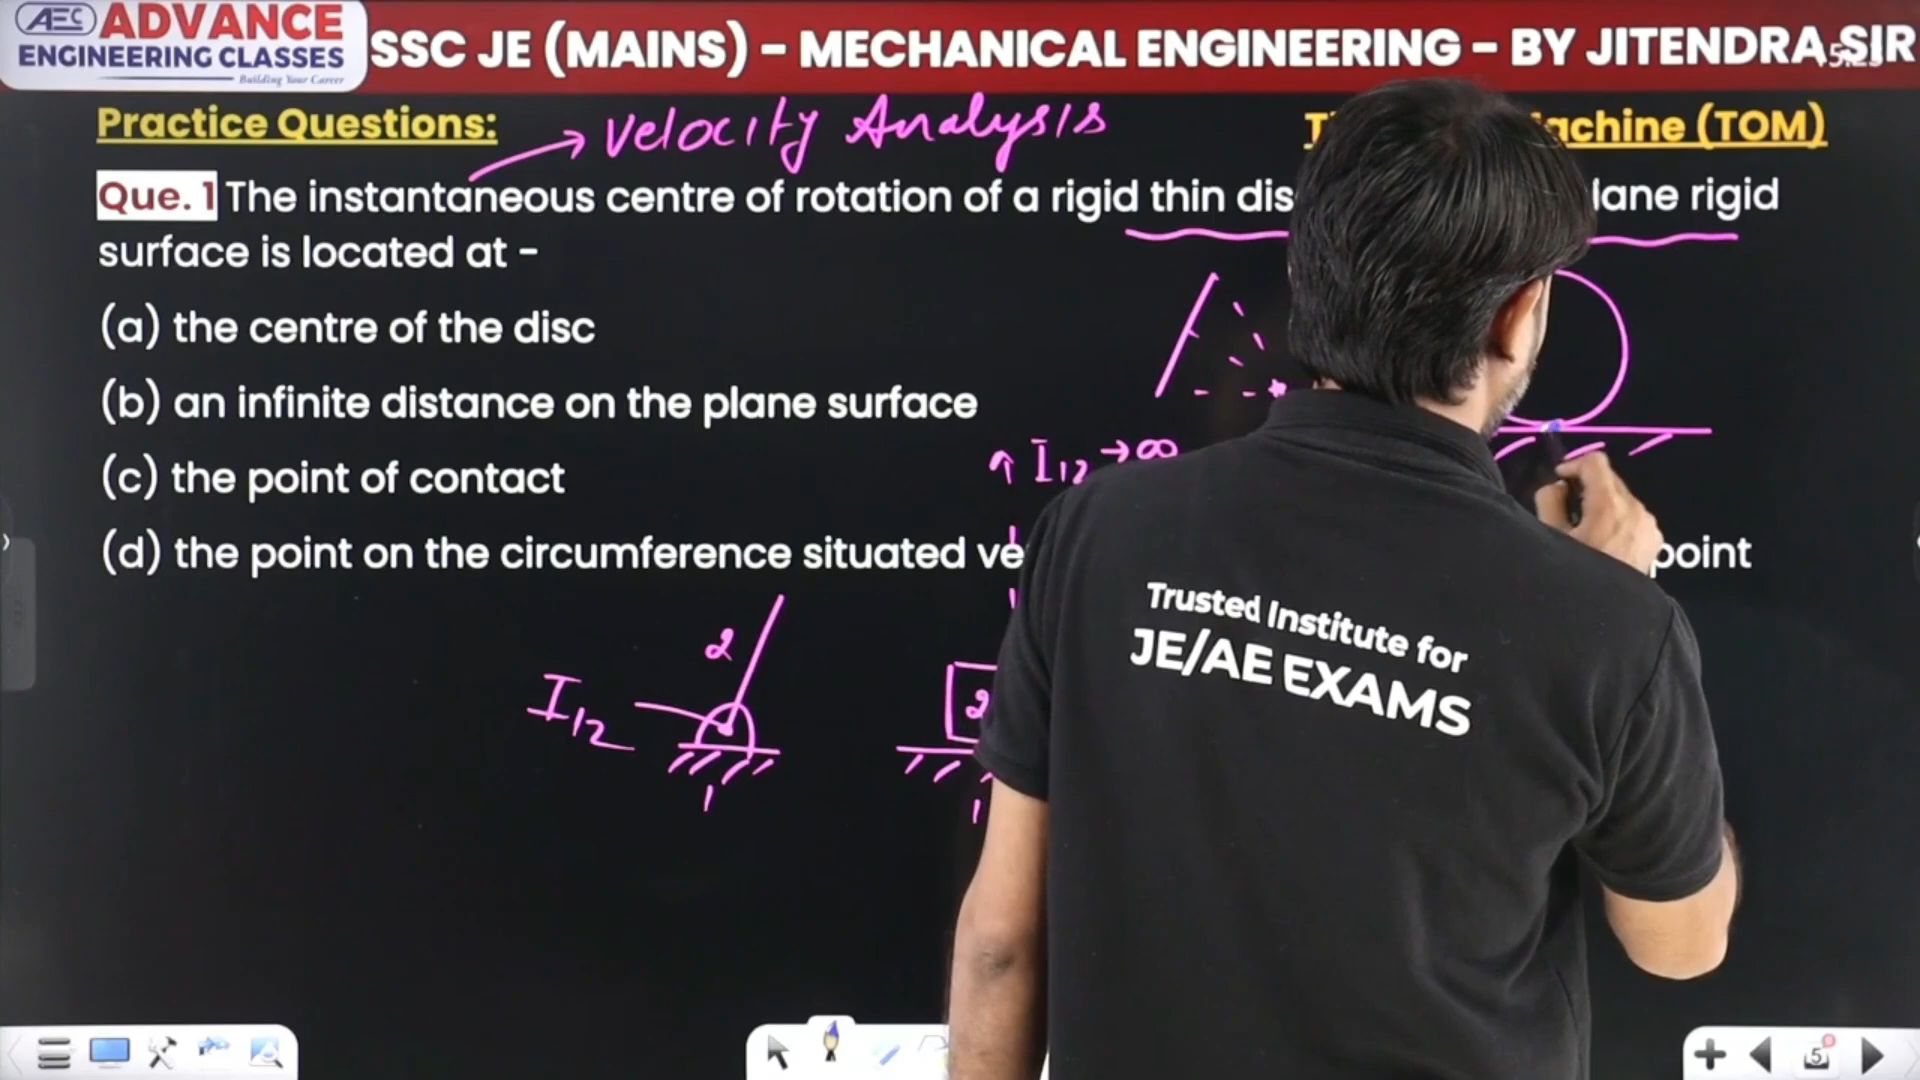 AEC ADVANCE
ENGINEERING CLASSES
Building Your Career
SSC JE (MAINS) - MECHANICAL ENGINEERING - BY JITENDRA SIR
Practice Questions:
→ Velocity Analysis
achine (TOM)
Que. 1 The instantaneous centre of rotation of a rigid thin dis lane rigid
surface is located at -
(a) the centre of the disc
(b) an infinite distance on the plane surface
(c) the point of contact
↑ I12 → ∞
(d) the point on the circumference situated ve point
Trusted Institute for
JE/AE EXAMS
2
I12
2
1
1
5